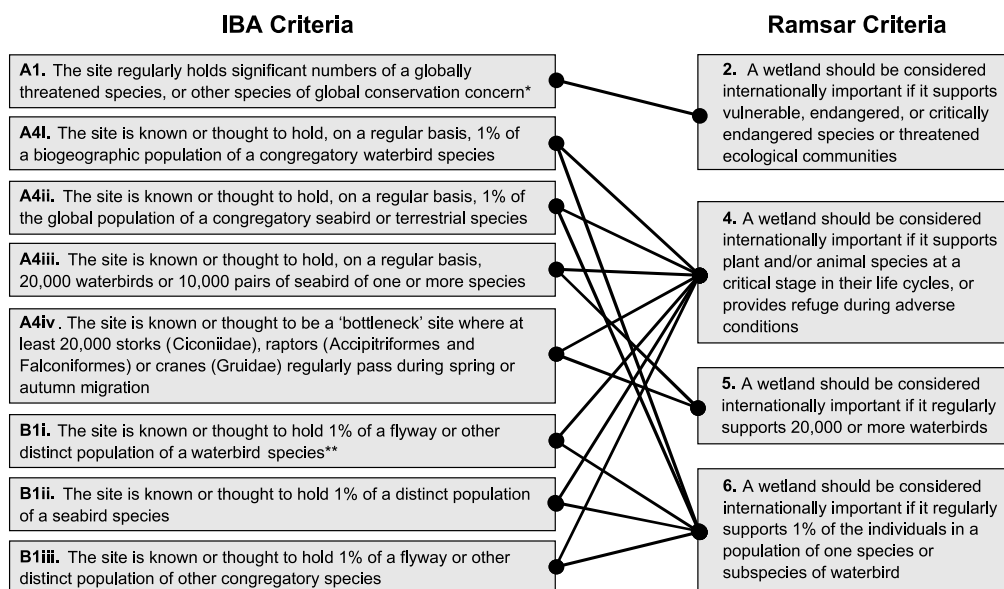 IBA Criteria
A1. The site regularly holds significant numbers of a globally
threatened species, or other species of global conservation concern*
A4I. The site is known or thought to hold, on a regular basis, 1% of
a biogeographic population of a congregatory waterbird species
A4ii. The site is known or thought to hold, on a regular basis, 1% of
the global population of a congregatory seabird or terrestrial species
A4iii. The site is known or thought to hold, on a regular basis,
20,000 waterbirds or 10,000 pairs of seabird of one or more species
A4iv. The site is known or thought to be a ‘bottleneck’ site where at
least 20,000 storks (Ciconiidae), raptors (Accipitriformes and
Falconiformes) or cranes (Gruidae) regularly pass during spring or
autumn migration
B1i. The site is known or thought to hold 1% of a flyway or other
distinct population of a waterbird species**
B1ii. The site is known or thought to hold 1% of a distinct population
of a seabird species
B1iii. The site is known or thought to hold 1% of a flyway or other
distinct population of other congregatory species
Ramsar Criteria
2. A wetland should be considered
internationally important if it supports
vulnerable, endangered, or critically
endangered species or threatened
ecological communities
4. A wetland should be considered
internationally important if it supports
plant and/or animal species at a
critical stage in their life cycles, or
provides refuge during adverse
conditions
5. A wetland should be considered
internationally important if it regularly
supports 20,000 or more waterbirds
6. A wetland should be considered
internationally important if it regularly
supports 1% of the individuals in a
population of one species or
subspecies of waterbird